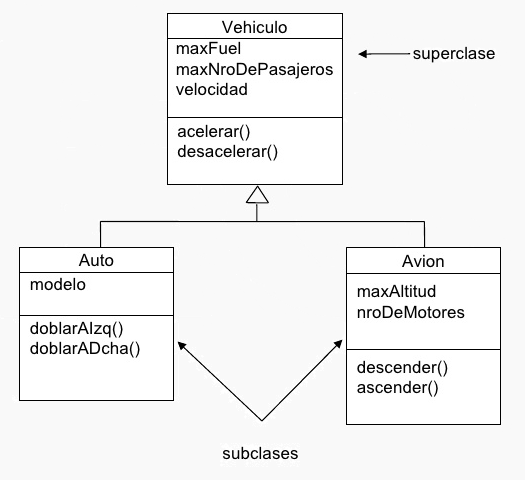 Vehiculo
maxFuel
maxNroDePasajeros
velocidad
acelerar()
desacelerar()
superclase
Auto
modelo
doblarAIzq()
doblarADcha()
Avion
maxAltitud
nroDeMotores
descender()
ascender()
subclases